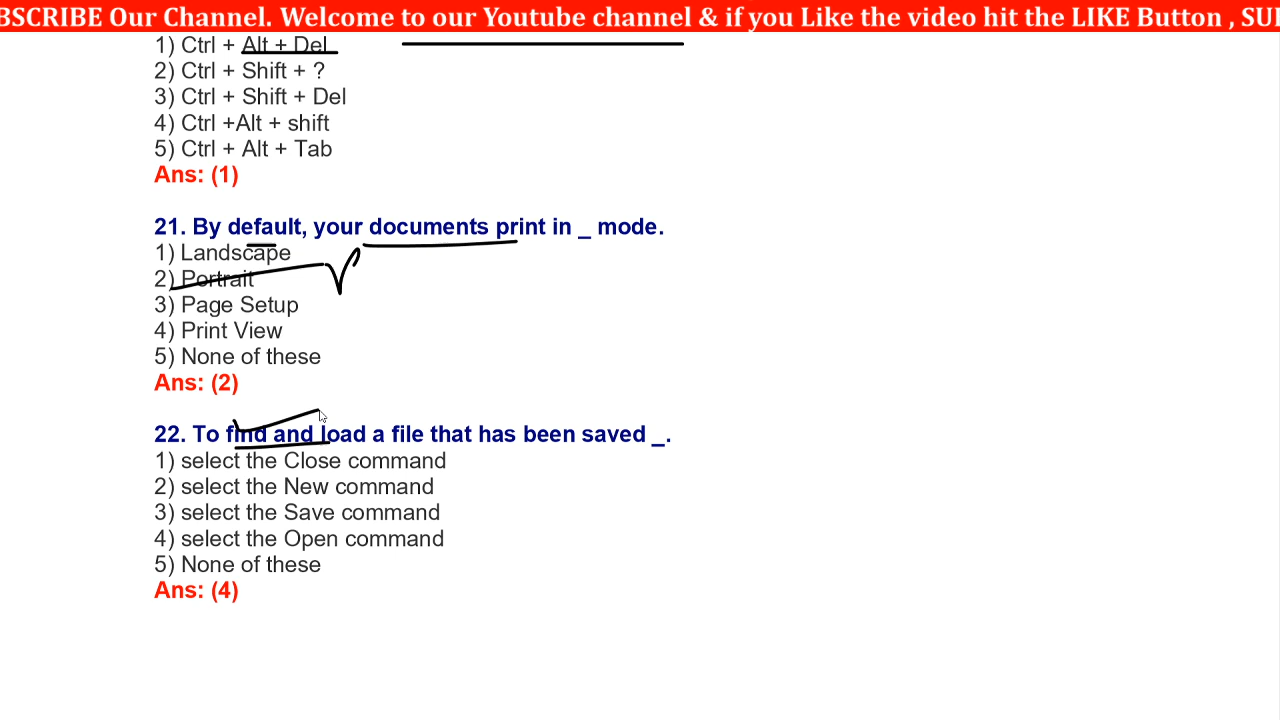 BSCRIBE Our Channel. Welcome to our Youtube channel & if you Like the video hit the LIKE Button , SU
1) Ctrl + Alt + Del
2) Ctrl + Shift + ?
3) Ctrl + Shift + Del
4) Ctrl +Alt + shift
5) Ctrl + Alt + Tab
Ans: (1)
21. By default, your documents print in _ mode.
1) Landscape
2) Portrait
3) Page Setup
4) Print View
5) None of these
Ans: (2)
22. To find and load a file that has been saved _.
1) select the Close command
2) select the New command
3) select the Save command
4) select the Open command
5) None of these
Ans: (4)